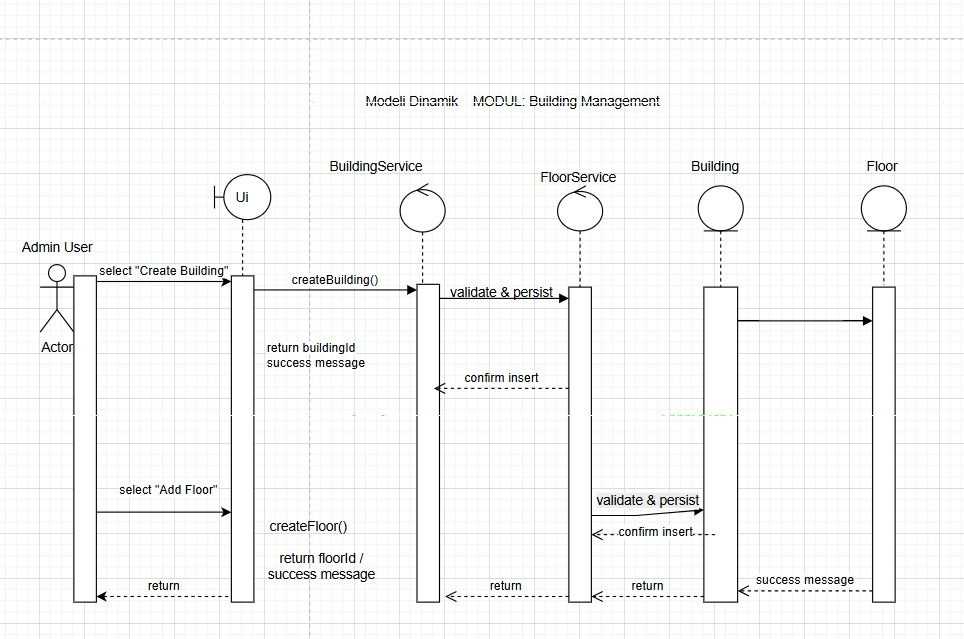 Modeli Dinamik MODUL: Building Management
BuildingService
FloorService
Building
Floor
Ui
Admin User
select "Create Building"
createBuilding()
validate & persist
Actor
return buildingId
success message
confirm insert
select "Add Floor"
validate & persist
createFloor()
confirm insert
return floorId /
success message
return
return
return
success message